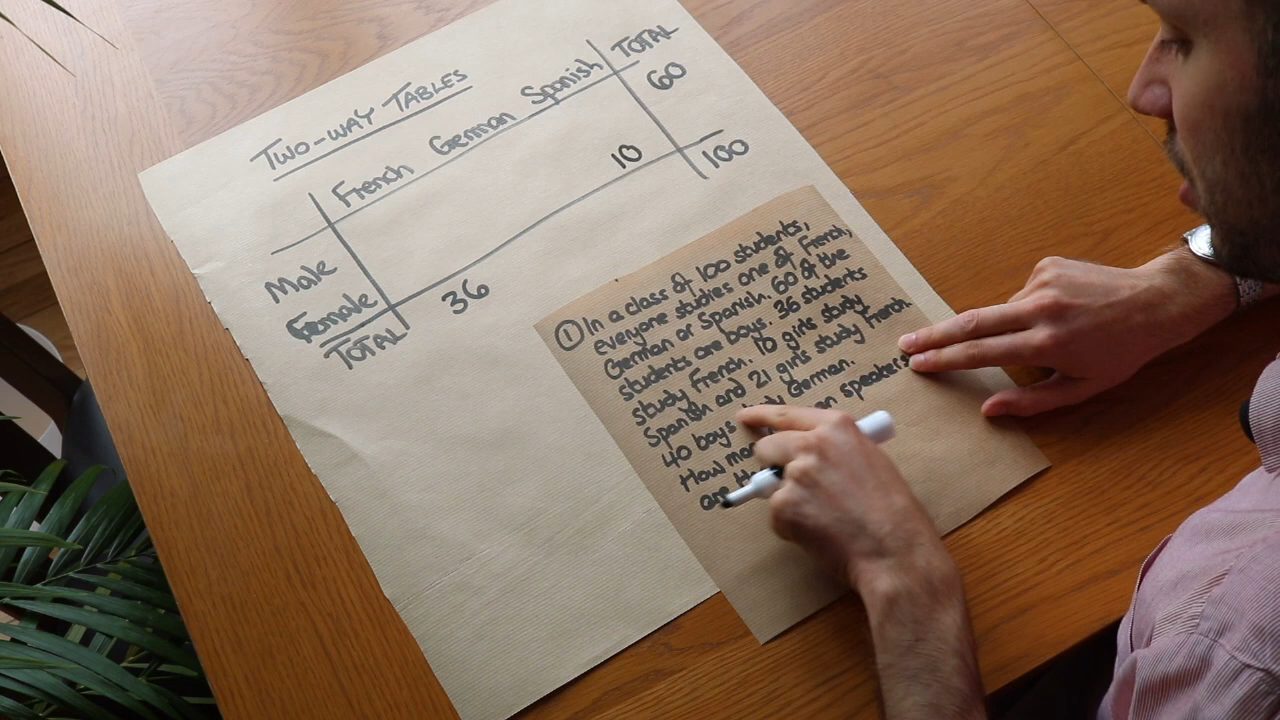 TWO-WAY TABLES
French German Spanish TOTAL
Male 60
Female 10
TOTAL 36 100
① In a class of 100 students,
everyone studies one of French,
German or Spanish. 60 of the
students are boys. 36 students
study French. 10 girls study
Spanish and 21 girls study French.
40 boys German.
How speakers
are